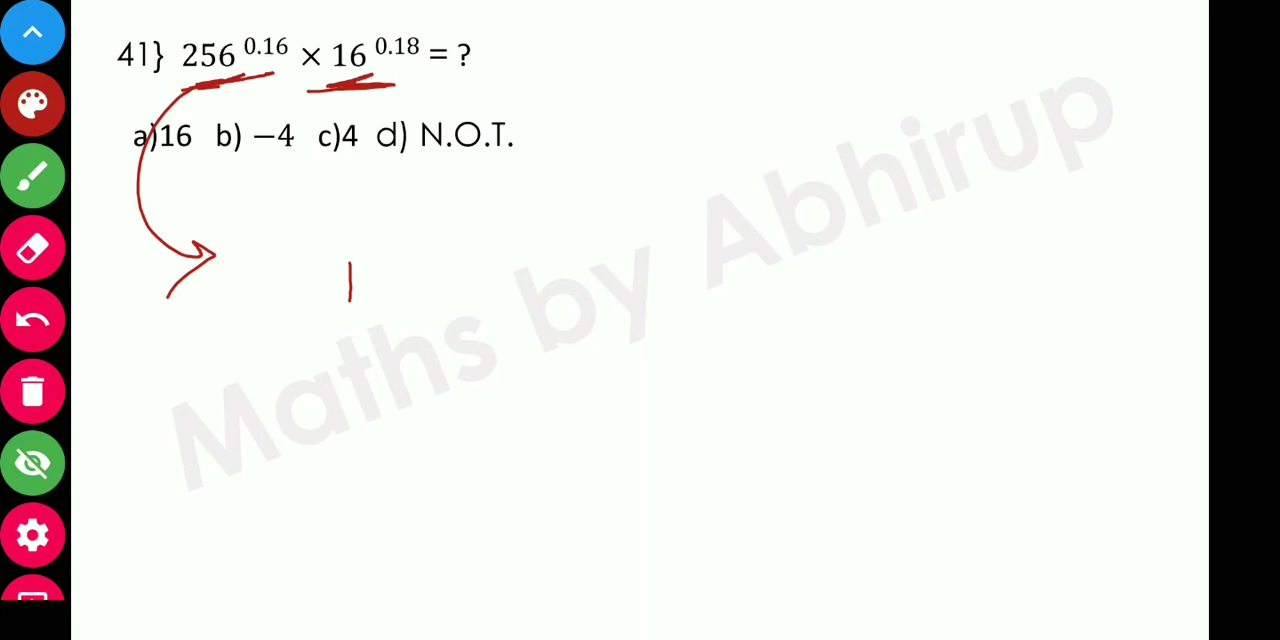 41} 256 ^0.16 × 16 ^0.18 = ?
a)16 b) −4 c)4 d) N.O.T.
Maths by Abhirup